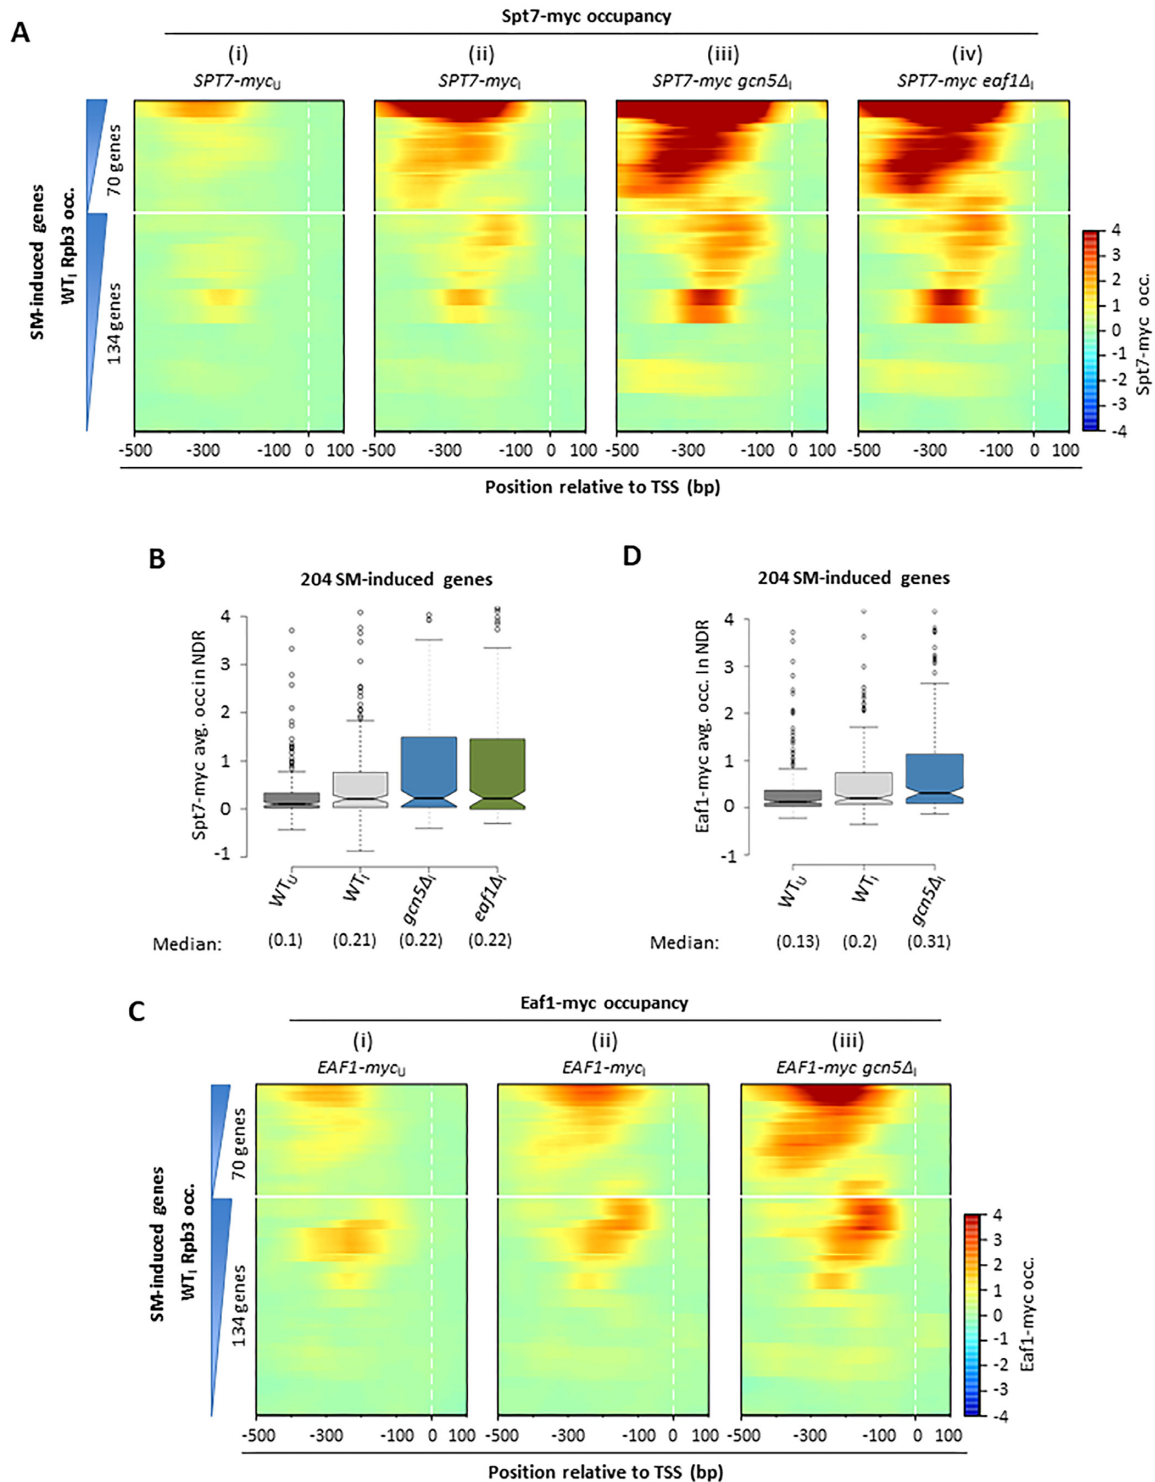 A
Spt7-myc occupancy
(i) (ii) (iii) (iv)
SPT7-mycU SPT7-mycI SPT7-myc gcn5ΔI SPT7-myc eaf1ΔI
SM-induced genes
WTI Rpb3 occ.
70 genes
134 genes
4
3
2
1
0
-1
-2
-3
-4
Spt7-myc occ.
-500 -300 -100 0 100 -500 -300 -100 0 100 -500 -300 -100 0 100 -500 -300 -100 0 100
Position relative to TSS (bp)
B
204 SM-induced genes
Spt7-myc avg. occ in NDR
4
3
2
1
0
-1
WTU WTi gcn5Δi eaf1Δi
Median: (0.1) (0.21) (0.22) (0.22)
D
204 SM-induced genes
Eaf1-myc avg. occ. In NDR
4
3
2
1
0
-1
WTU WTi gcn5Δi
Median: (0.13) (0.2) (0.31)
C
Eaf1-myc occupancy
(i) (ii) (iii)
EAF1-mycU EAF1-mycI EAF1-myc gcn5ΔI
SM-induced genes
WTI Rpb3 occ.
70 genes
134 genes
4
3
2
1
0
-1
-2
-3
-4
Eaf1-myc occ.
-500 -300 -100 0 100 -500 -300 -100 0 100 -500 -300 -100 0 100
Position relative to TSS (bp)